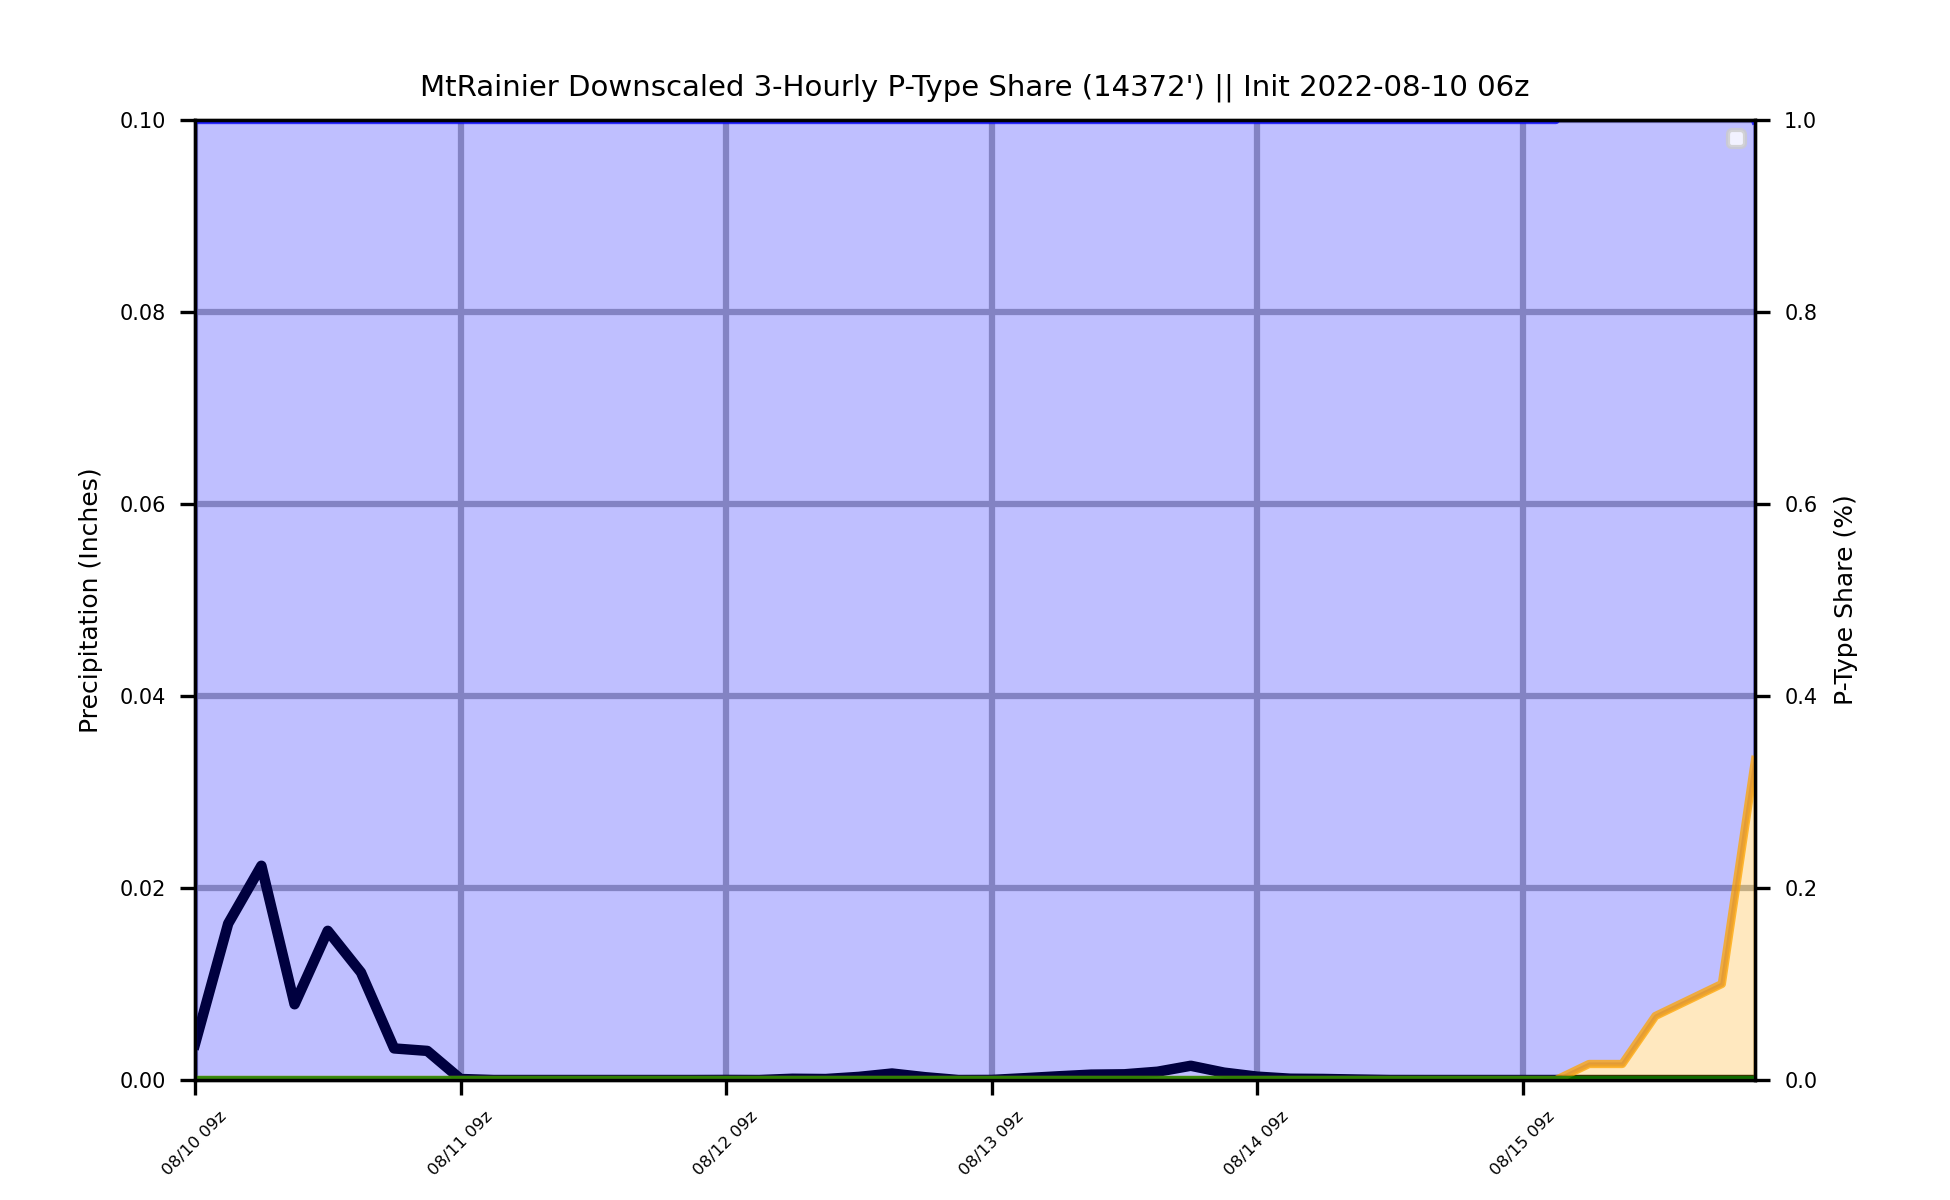 MtRainier Downscaled 3-Hourly P-Type Share (14372') || Init 2022-08-10 06z
0.10
0.08
0.06
0.04
0.02
0.00
Precipitation (Inches)
1.0
0.8
0.6
0.4
0.2
0.0
P-Type Share (%)
08/10 09z
08/11 09z
08/12 09z
08/13 09z
08/14 09z
08/15 09z